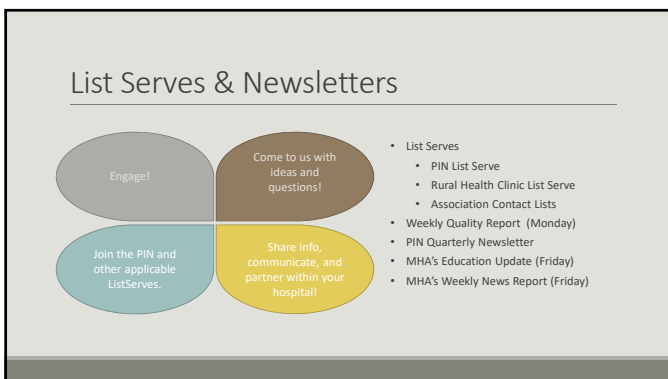 List Serves & Newsletters
Engage!
Come to us with
ideas and
questions!
Join the PIN and
other applicable
ListServes.
Share info,
communicate, and
partner within your
hospital!
• List Serves
• PIN List Serve
• Rural Health Clinic List Serve
• Association Contact Lists
• Weekly Quality Report (Monday)
• PIN Quarterly Newsletter
• MHA's Education Update (Friday)
• MHA's Weekly News Report (Friday)